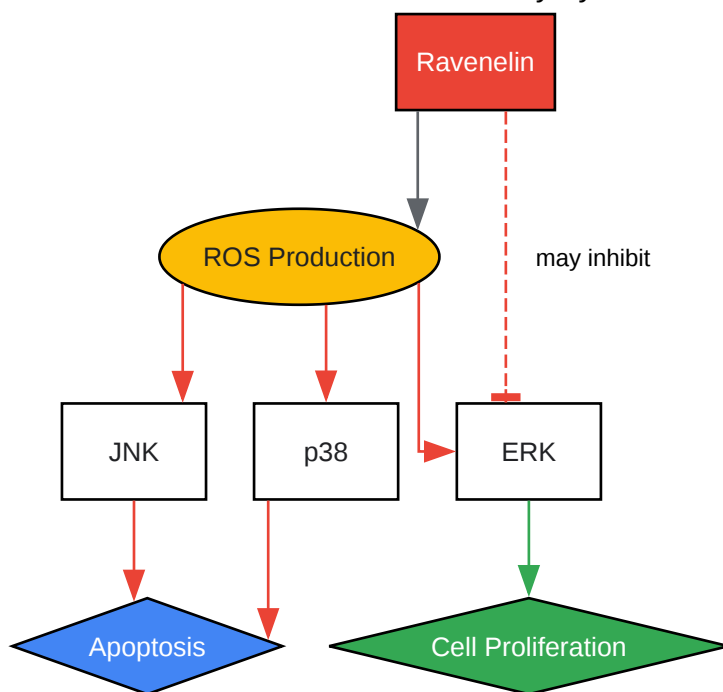 Ravenelin
ROS Production
may inhibit
JNK
p38
ERK
Apoptosis
Cell Proliferation